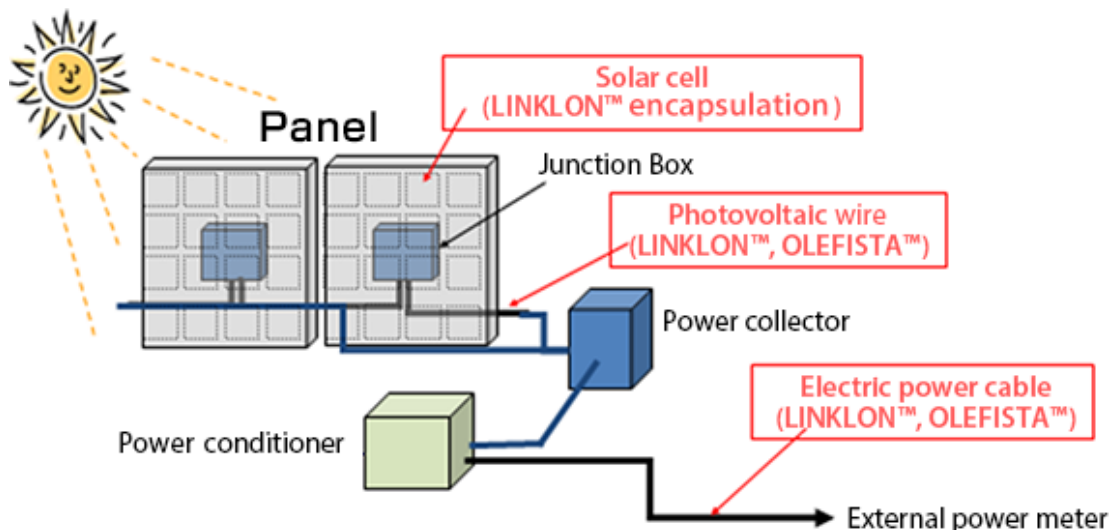 Solar cell
(LINKLON™ encapsulation )
Panel
Junction Box
Photovoltaic wire
(LINKLON™, OLEFISTA™)
Power collector
Electric power cable
(LINKLON™, OLEFISTA™)
Power conditioner
External power meter